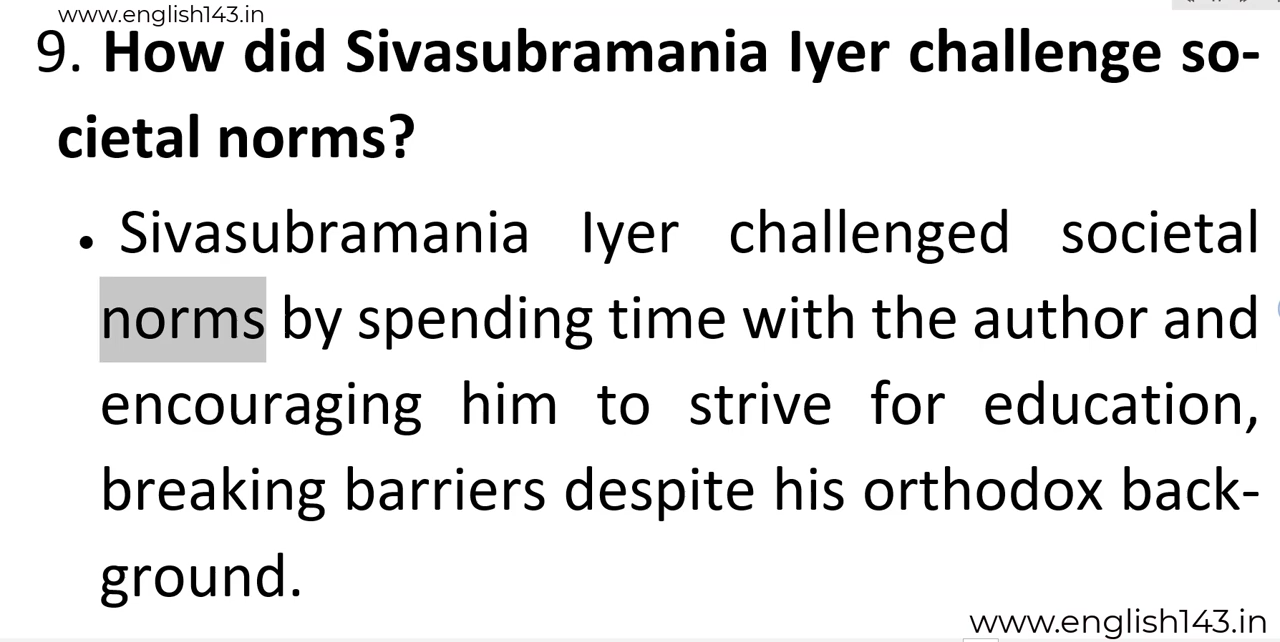 www.english143.in
9. How did Sivasubramania Iyer challenge so-
cietal norms?
• Sivasubramania Iyer challenged societal
norms by spending time with the author and
encouraging him to strive for education,
breaking barriers despite his orthodox back-
ground.
www.english143.in